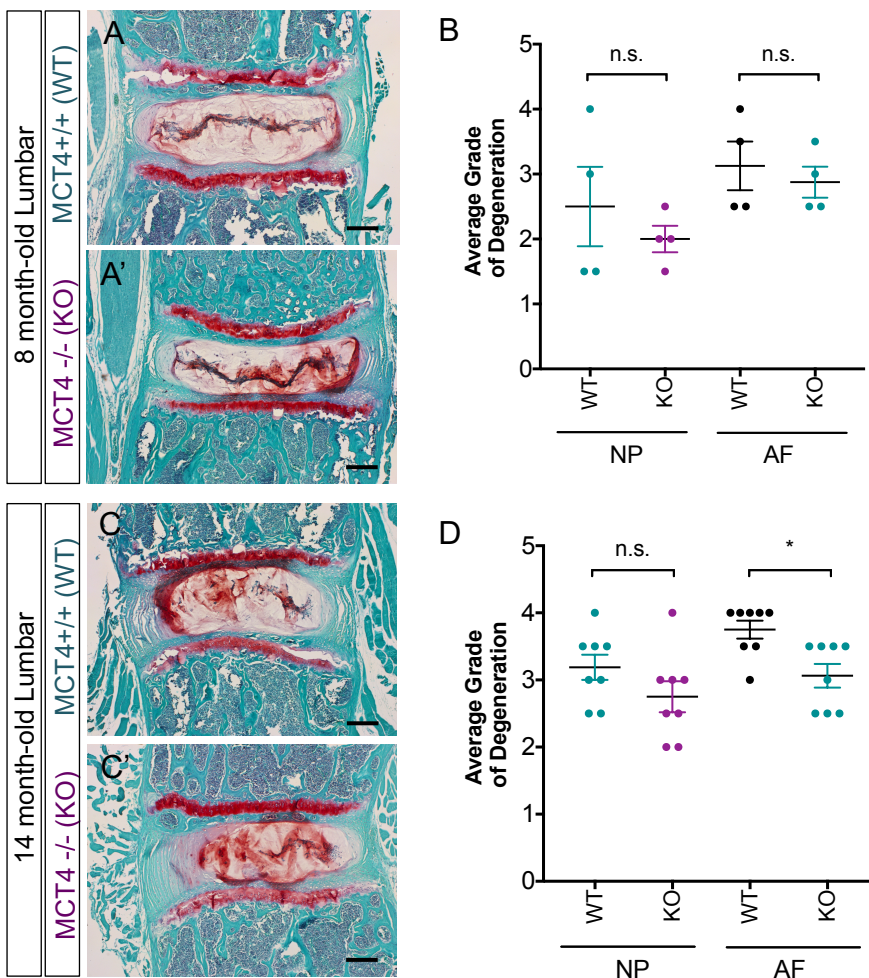 8 month-old Lumbar
MCT4+/+ (WT)
MCT4 -/- (KO)
A
A’
B
Average Grade
of Degeneration
5
4
3
2
1
0
n.s.
n.s.
WT
KO
WT
KO
NP
AF
14 month-old Lumbar
MCT4+/+ (WT)
MCT4 -/- (KO)
C
C’
D
Average Grade
of Degeneration
5
4
3
2
1
0
n.s.
*
WT
KO
WT
KO
NP
AF